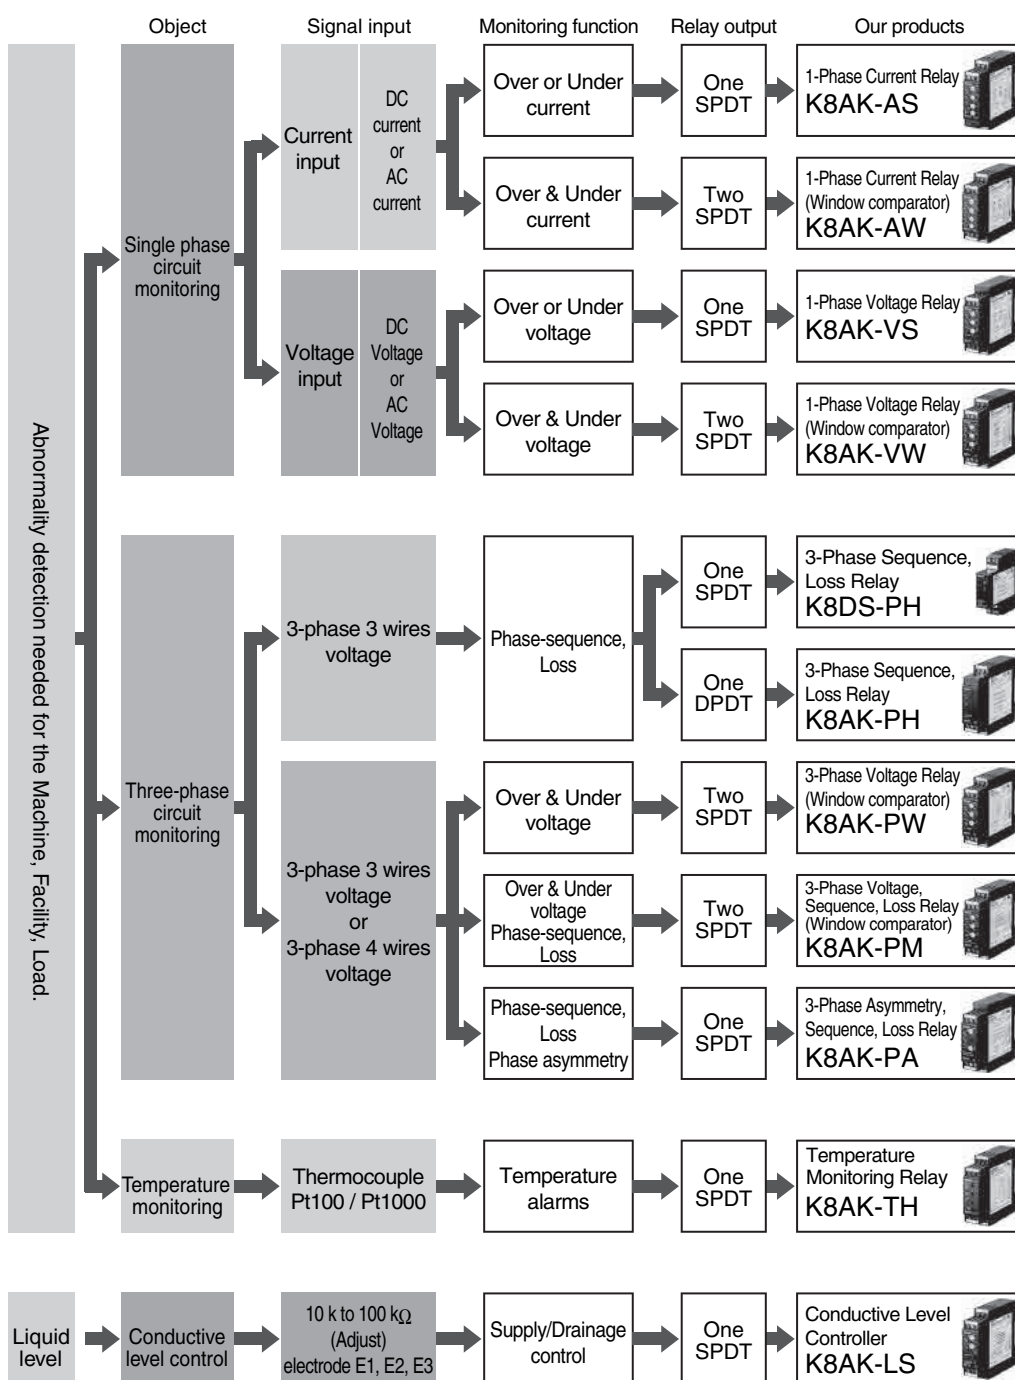 Object
Signal input
Monitoring function
Relay output
Our products
Abnormality detection needed for the Machine, Facility, Load.
Single phase
circuit
monitoring
Current
input
DC
current
or
AC
current
Over or Under
current
One
SPDT
1-Phase Current Relay
K8AK-AS
Over & Under
current
Two
SPDT
1-Phase Current Relay
(Window comparator)
K8AK-AW
Voltage
input
DC
Voltage
or
AC
Voltage
Over or Under
voltage
One
SPDT
1-Phase Voltage Relay
K8AK-VS
Over & Under
voltage
Two
SPDT
1-Phase Voltage Relay
(Window comparator)
K8AK-VW
Three-phase
circuit
monitoring
3-phase 3 wires
voltage
Phase-sequence,
Loss
One
SPDT
3-Phase Sequence,
Loss Relay
K8DS-PH
One
DPDT
3-Phase Sequence,
Loss Relay
K8AK-PH
3-phase 3 wires
voltage
or
3-phase 4 wires
voltage
Over & Under
voltage
Two
SPDT
3-Phase Voltage Relay
(Window comparator)
K8AK-PW
Over & Under
voltage
Phase-sequence,
Loss
Two
SPDT
3-Phase Voltage,
Sequence, Loss Relay
(Window comparator)
K8AK-PM
Phase-sequence,
Loss
Phase asymmetry
One
SPDT
3-Phase Asymmetry,
Sequence, Loss Relay
K8AK-PA
Temperature
monitoring
Thermocouple
Pt100 / Pt1000
Temperature
alarms
One
SPDT
Temperature
Monitoring Relay
K8AK-TH
Liquid
level
Conductive
level control
10 k to 100 kΩ
(Adjust)
electrode E1, E2, E3
Supply/Drainage
control
One
SPDT
Conductive Level
Controller
K8AK-LS